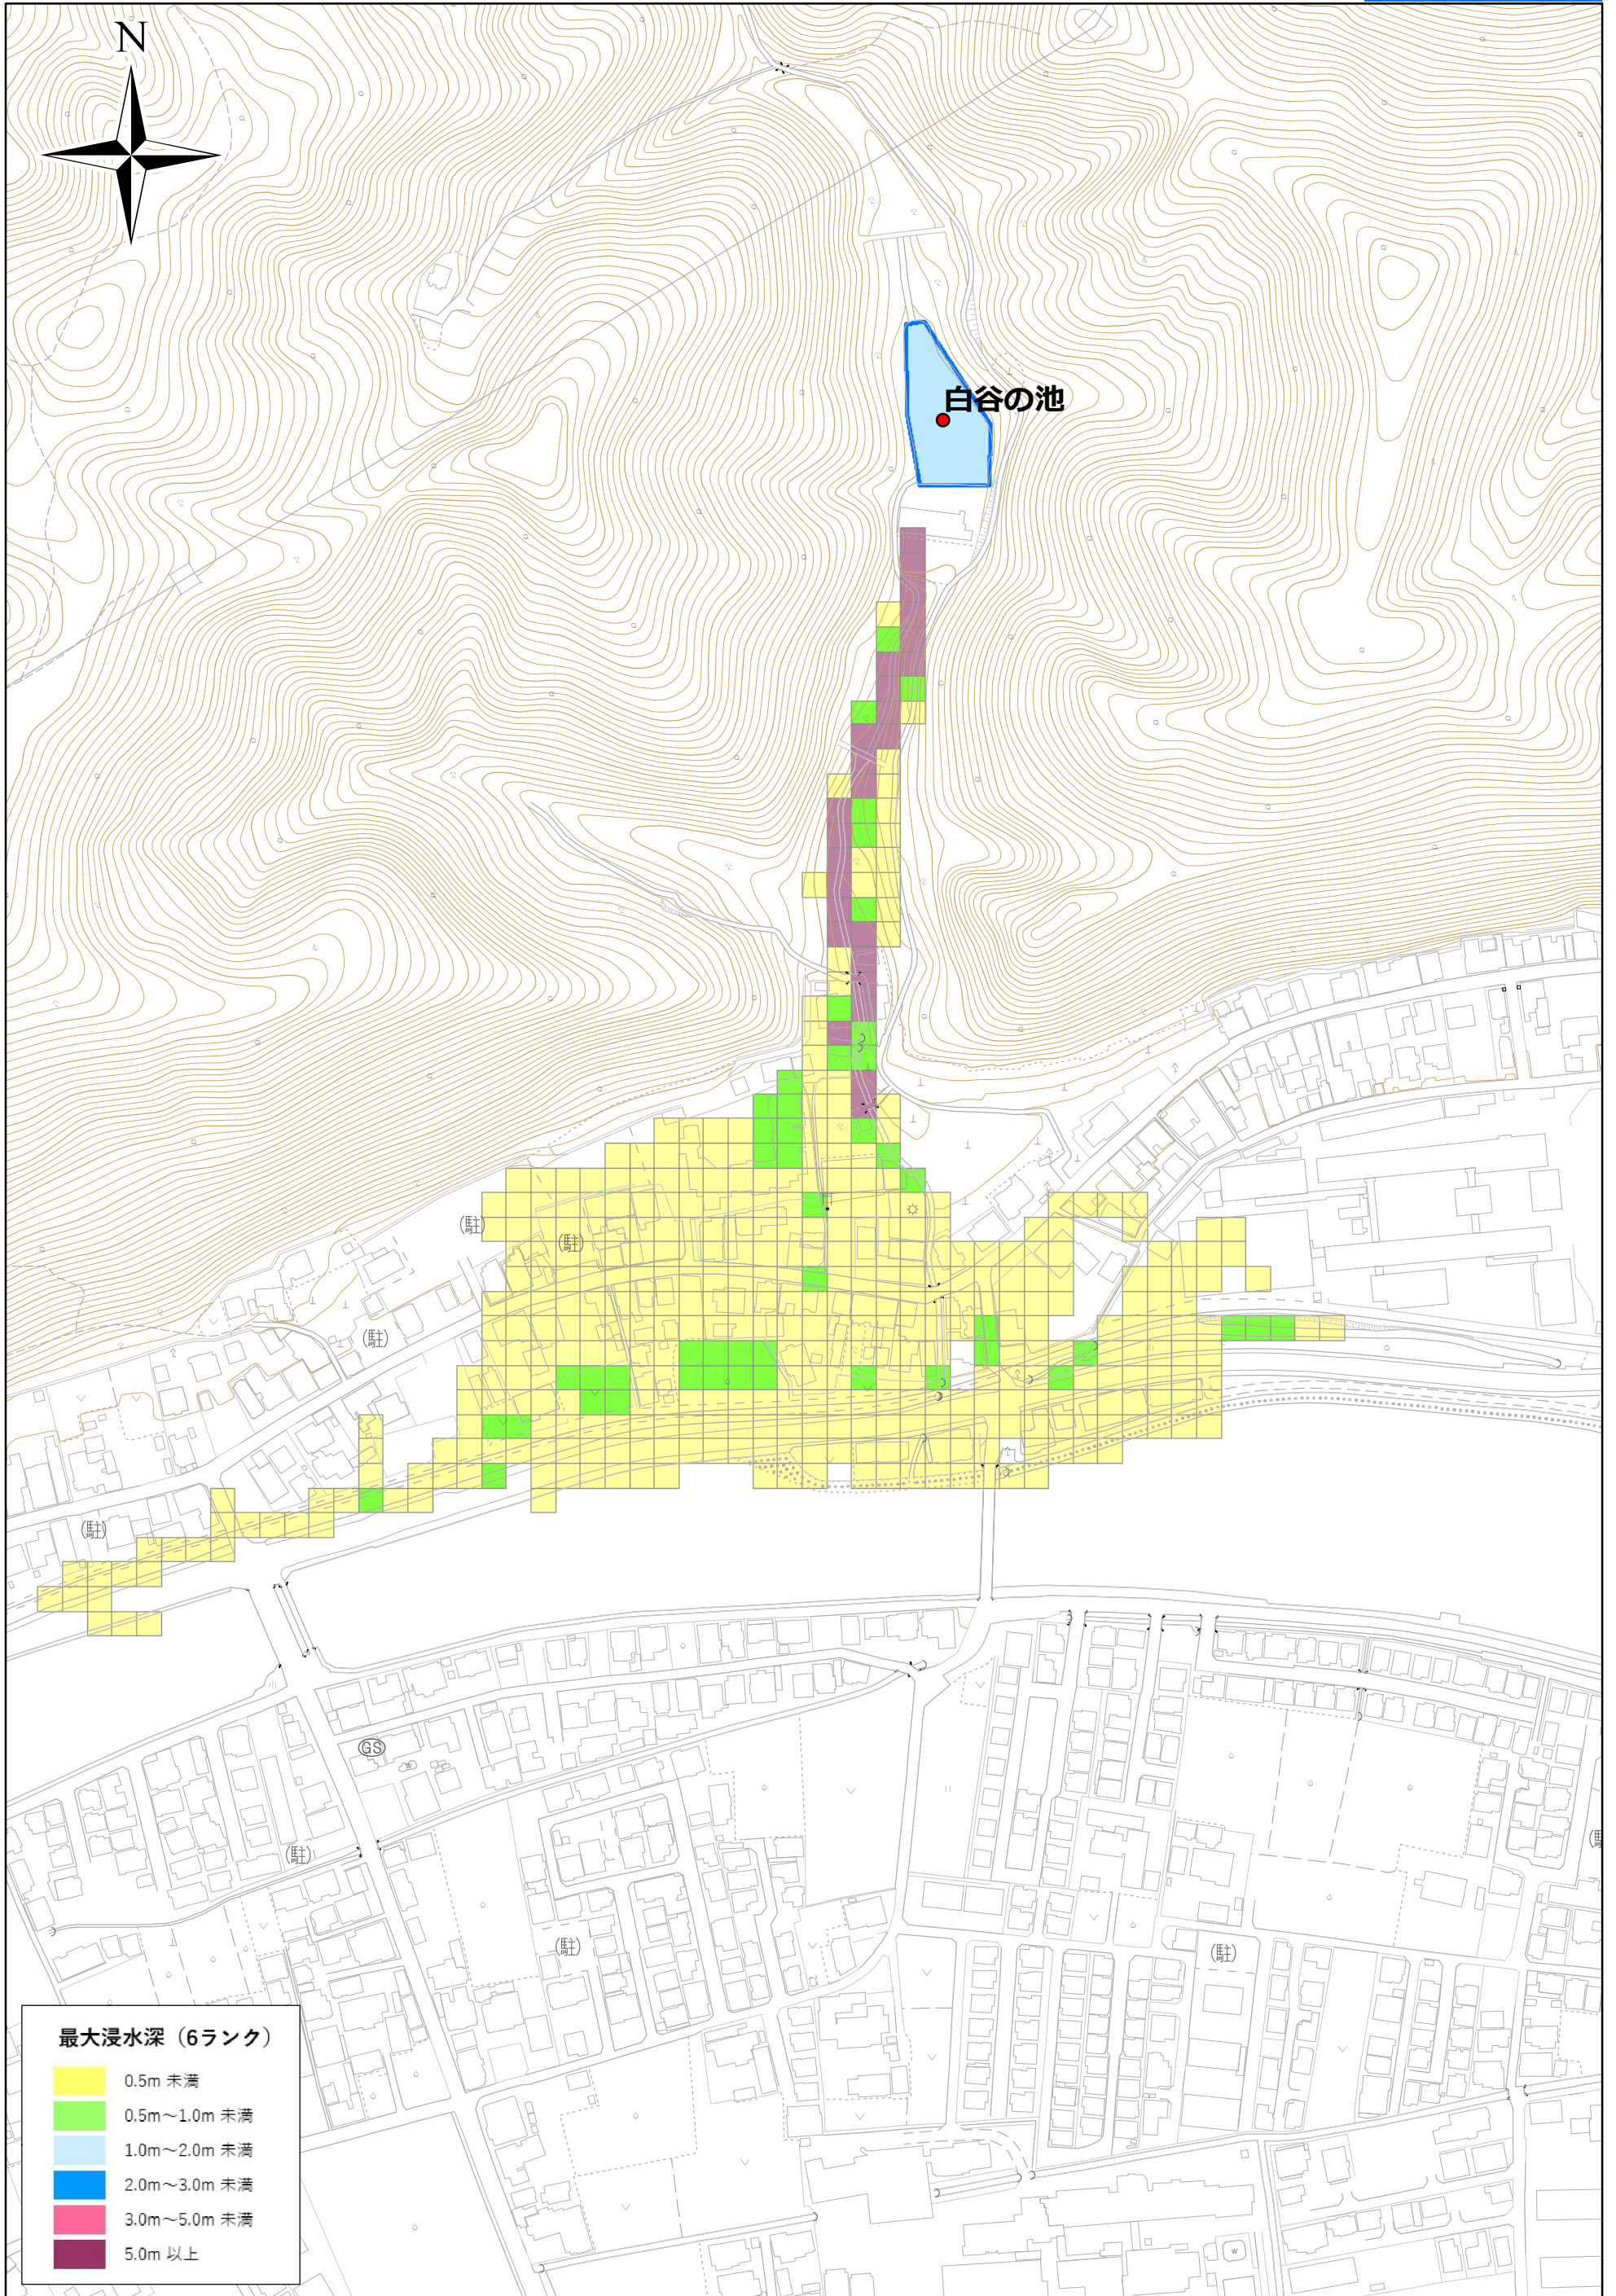 N
白谷の池
(駐)
(駐)
(駐)
(駐)
GS
W
(駐)
(駐)
(駐)
W
最大浸水深（6ランク）
0.5m 未満
0.5m～1.0m 未満
1.0m～2.0m 未満
2.0m～3.0m 未満
3.0m～5.0m 未満
5.0m 以上